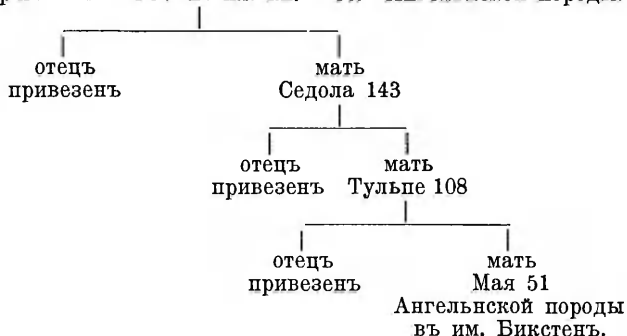 породы.
отецъ мать
привезенъ Седола 143
отецъ мать
привезенъ Тульпе 108
отецъ мать
привезенъ Мая 51
Ангельнской породы
въ им. Бикстенъ.